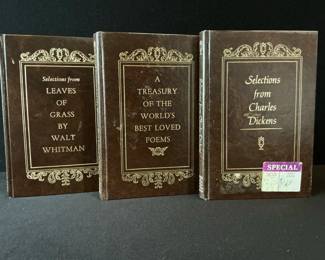 Selections from
LEAVES
OF
GRASS
BY
WALT
WHITMAN
A
TREASURY
OF THE
WORLD'S
BEST LOVED
POEMS
Selections
from
Charles
Dickens
SPECIAL